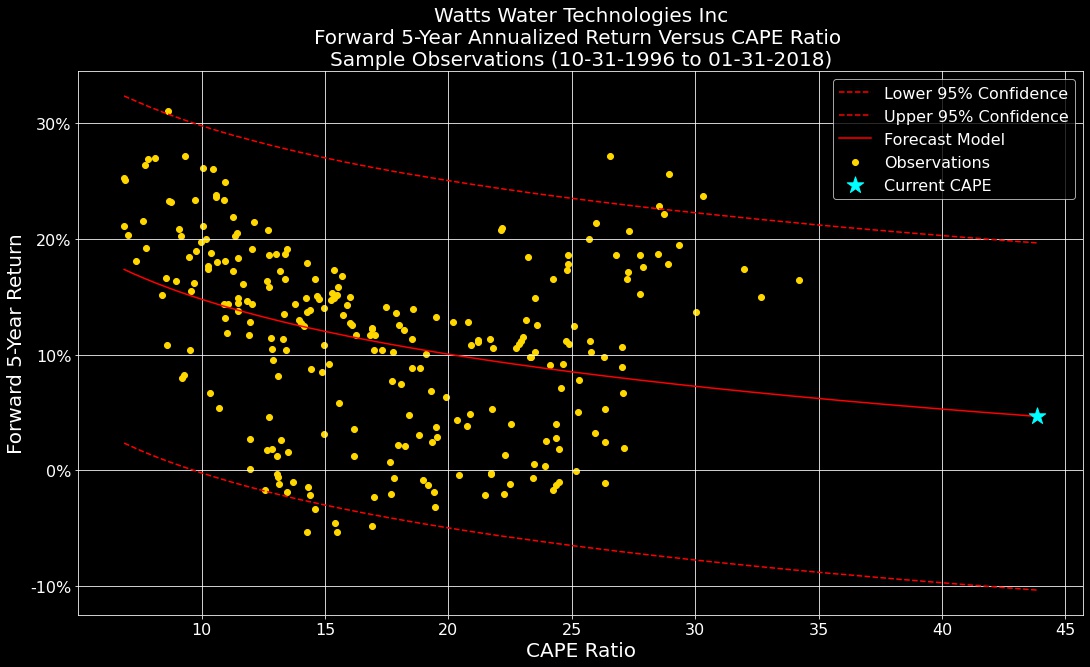 Watts Water Technologies Inc
Forward 5-Year Annualized Return Versus CAPE Ratio
Sample Observations (10-31-1996 to 01-31-2018)
Lower 95% Confidence
Upper 95% Confidence
Forecast Model
Observations
Current CAPE
Forward 5-Year Return
30%
20%
10%
0%
-10%
10 15 20 25 30 35 40 45
CAPE Ratio